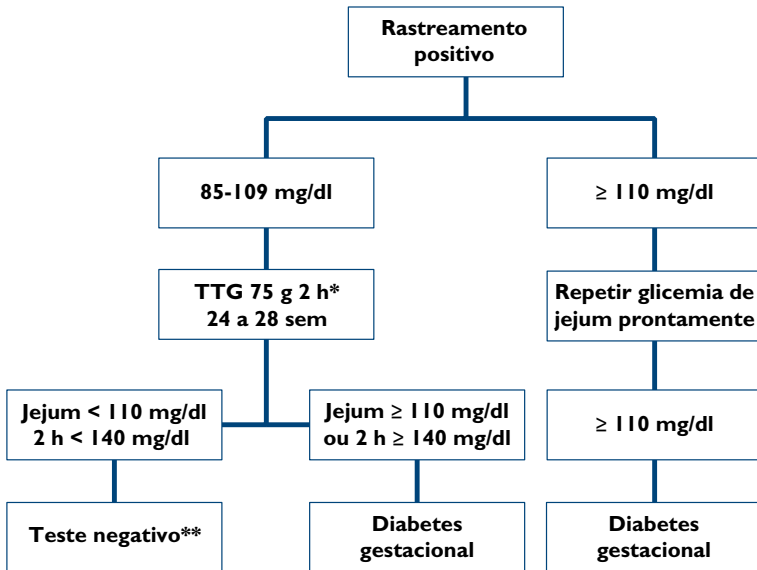 Rastreamento
positivo
85-109 mg/dl
≥ 110 mg/dl
TTG 75 g 2 h*
24 a 28 sem
Repetir glicemia de
jejum prontamente
Jejum < 110 mg/dl
2 h < 140 mg/dl
Jejum ≥ 110 mg/dl
ou 2 h ≥ 140 mg/dl
≥ 110 mg/dl
Teste negativo**
Diabetes
gestacional
Diabetes
gestacional